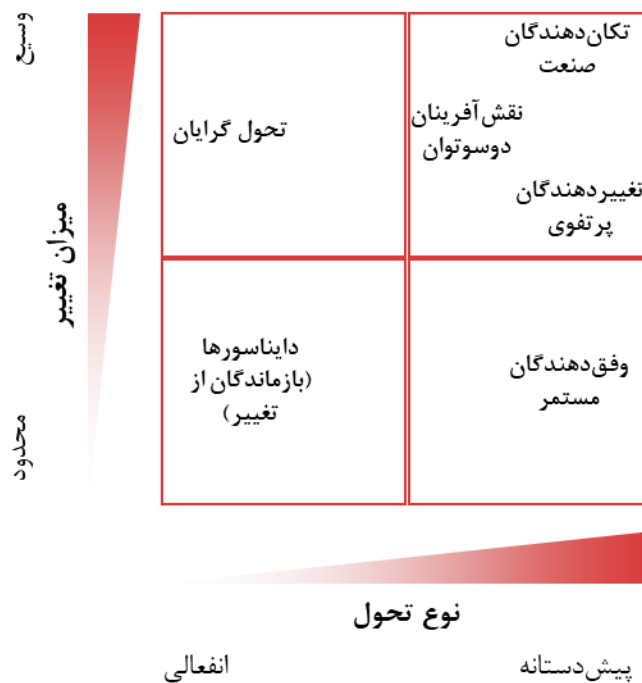 وسیع
میزان تغییر
محدود
تکان‌دهندگان
صنعت
نقش‌آفرینان
دوسوتوان
تغییردهندگان
پرتفوی
تحول گرایان
وفق‌دهندگان
مستمر
دایناسورها
(بازماندگان از
تغییر)
نوع تحول
پیش‌دستانه
انفعالی